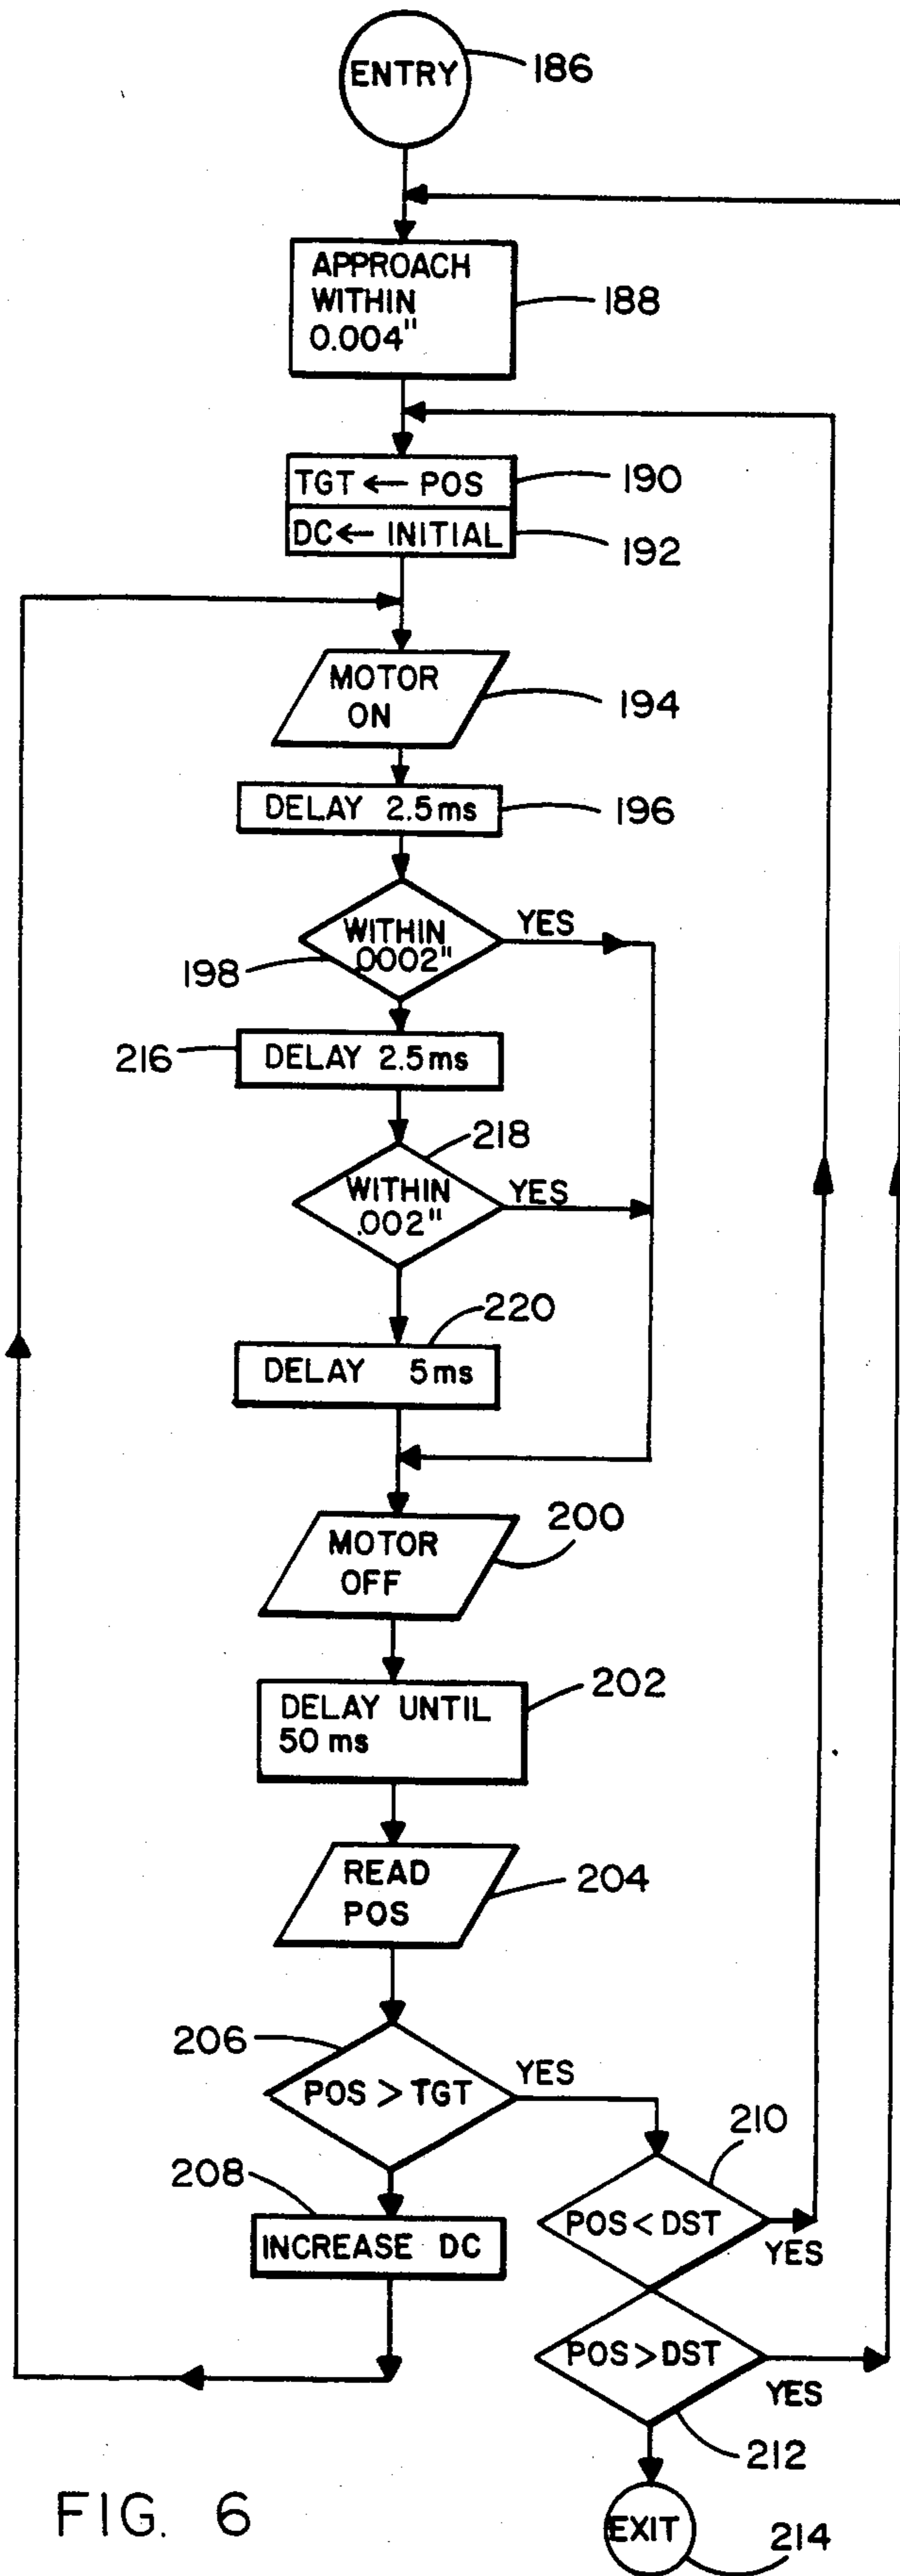 ENTRY
186
APPROACH
WITHIN
0.004"
188
TGT ← POS
190
DC ← INITIAL
192
MOTOR
ON
194
DELAY 2.5ms
196
WITHIN
.0002"
YES
198
216
DELAY 2.5ms
218
WITHIN
.002"
YES
220
DELAY 5ms
MOTOR
OFF
200
DELAY UNTIL
50 ms
202
READ
POS
204
206
POS > TGT
YES
208
INCREASE DC
210
POS < DST
YES
POS > DST
YES
212
EXIT
214
FIG. 6